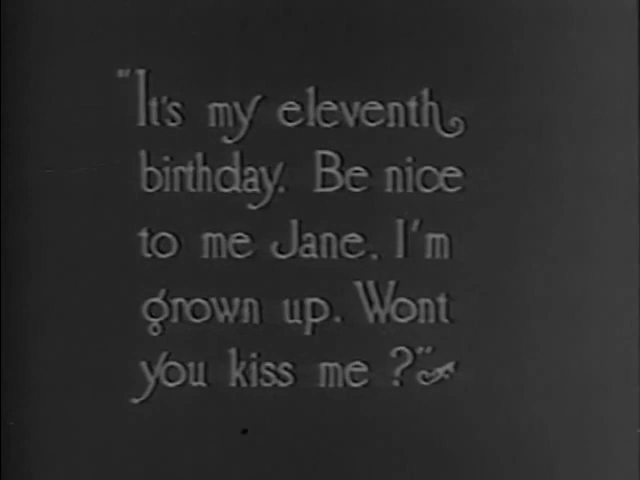 "It's my eleventh
birthday. Be nice
to me Jane. I'm
grown up. Wont
you kiss me ?"